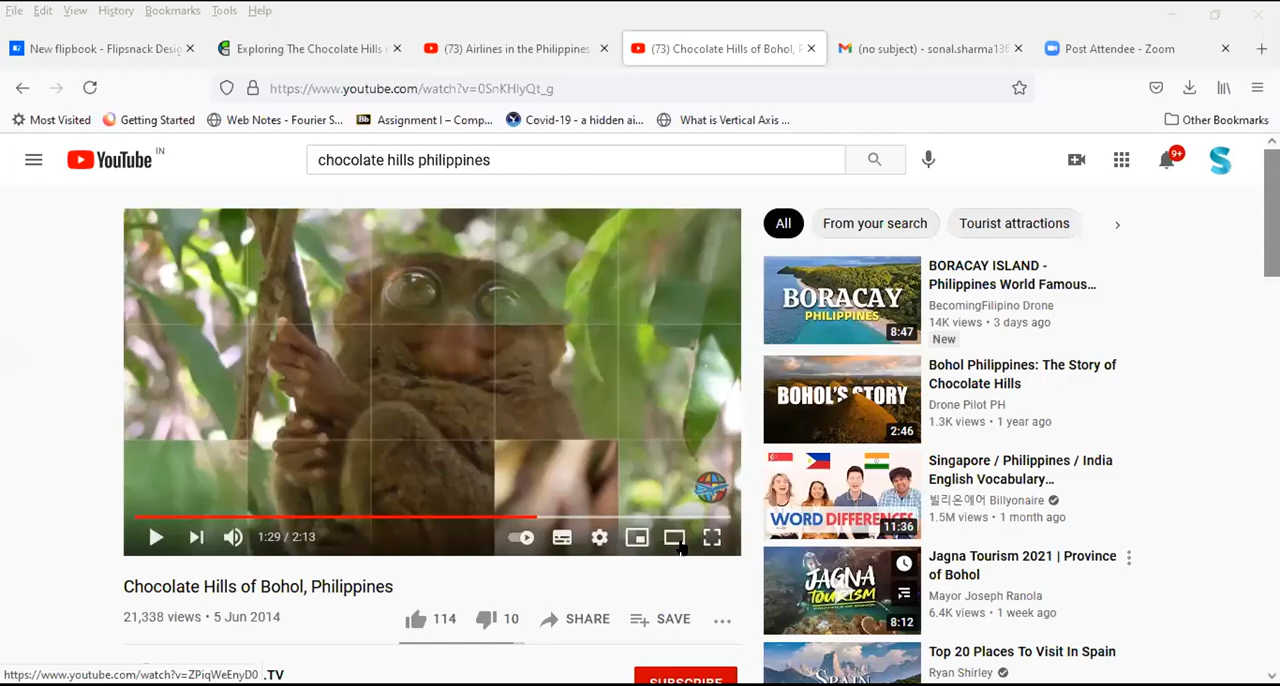 File Edit View History Bookmarks Tools Help
New flipbook - Flipsnack Desig
Exploring The Chocolate Hills
(73) Airlines in the Philippines
(73) Chocolate Hills of Bohol, P
(no subject) - sonal.sharma136
Post Attendee - Zoom
https://www.youtube.com/watch?v=0SnKHlyQt_g
Most Visited Getting Started Web Notes - Fourier S... Bb Assignment I – Comp... Covid-19 - a hidden ai... What is Vertical Axis ... Other Bookmarks
YouTube IN
chocolate hills philippines
9+
All From your search Tourist attractions
BORACAY
PHILIPPINES
8:47
BORACAY ISLAND -
Philippines World Famous...
BecomingFilipino Drone
14K views • 3 days ago
New
BOHOL'S STORY
2:46
Bohol Philippines: The Story of
Chocolate Hills
Drone Pilot PH
1.3K views • 1 year ago
WORD DIFFERENCES
11:36
Singapore / Philippines / India
English Vocabulary...
빌리온에어 Billyonaire
1.5M views • 1 month ago
JAGNA
TOURISM
8:12
Jagna Tourism 2021 | Province
of Bohol
Mayor Joseph Ranola
6.4K views • 1 week ago
SPAIN
Top 20 Places To Visit In Spain
Ryan Shirley
1:29 / 2:13
Chocolate Hills of Bohol, Philippines
21,338 views • 5 Jun 2014
114 10 SHARE SAVE
SUBSCRIBE
https://www.youtube.com/watch?v=ZPiqWeEnyD0 .TV